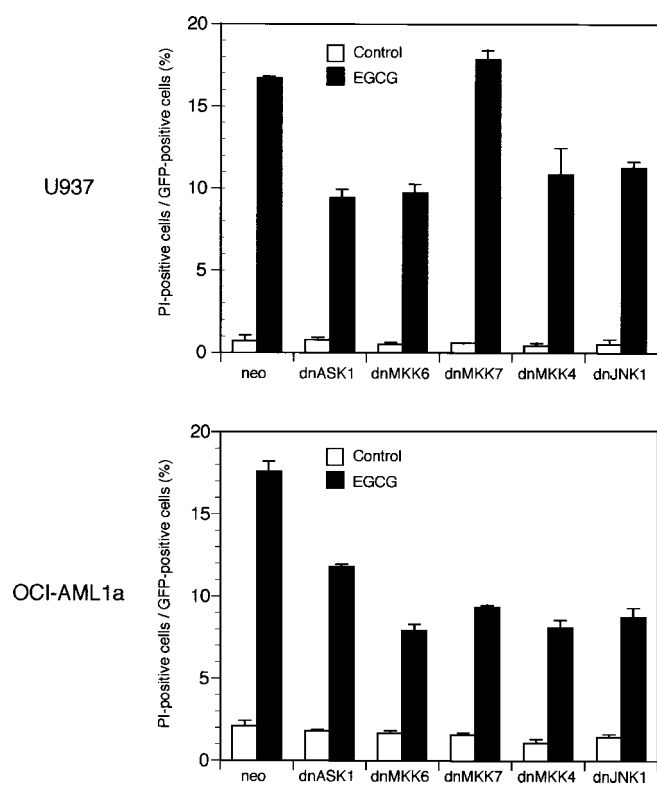 U937
PI-positive cells / GFP-positive cells (%)
20
15
10
5
0
Control
EGCG
neo
dnASK1
dnMKK6
dnMKK7
dnMKK4
dnJNK1
OCI-AML1a
PI-positive cells / GFP-positive cells (%)
20
15
10
5
0
Control
EGCG
neo
dnASK1
dnMKK6
dnMKK7
dnMKK4
dnJNK1